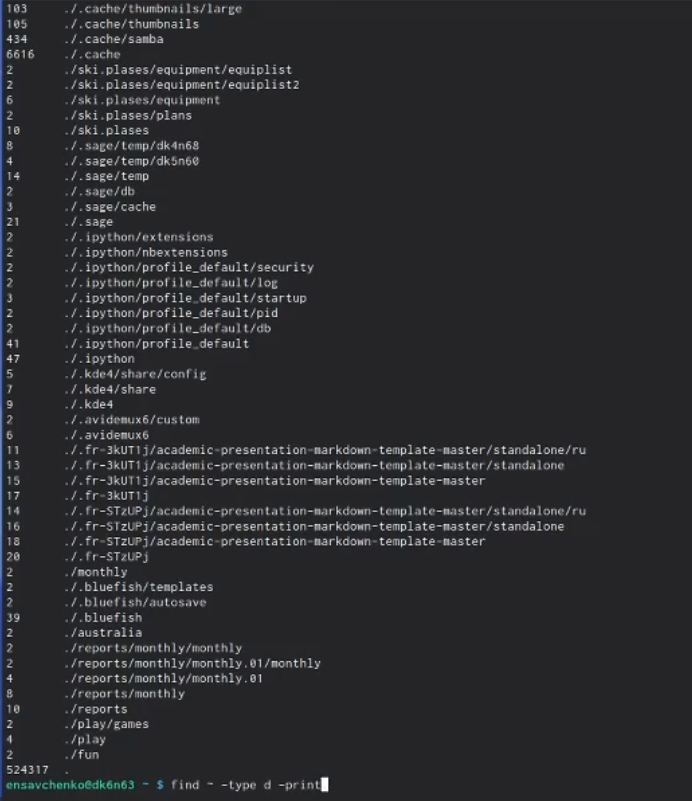 103 ./.cache/thumbnails/large
105 ./.cache/thumbnails
434 ./.cache/samba
6616 ./.cache
2 ./ski.plases/equipment/equiplist
2 ./ski.plases/equipment/equiplist2
6 ./ski.plases/equipment
2 ./ski.plases/plans
10 ./ski.plases
8 ./.sage/temp/dk4n68
4 ./.sage/temp/dk5n60
14 ./.sage/temp
2 ./.sage/db
3 ./.sage/cache
21 ./.sage
2 ./.ipython/extensions
2 ./.ipython/nbextensions
2 ./.ipython/profile_default/security
2 ./.ipython/profile_default/log
3 ./.ipython/profile_default/startup
2 ./.ipython/profile_default/pid
2 ./.ipython/profile_default/db
41 ./.ipython/profile_default
47 ./.ipython
5 ./.kde4/share/config
7 ./.kde4/share
9 ./.kde4
2 ./.avidemux6/custom
6 ./.avidemux6
11 ./.fr-3kUT1j/academic-presentation-markdown-template-master/standalone/ru
13 ./.fr-3kUT1j/academic-presentation-markdown-template-master/standalone
15 ./.fr-3kUT1j/academic-presentation-markdown-template-master
17 ./.fr-3kUT1j
14 ./.fr-STzUPj/academic-presentation-markdown-template-master/standalone/ru
16 ./.fr-STzUPj/academic-presentation-markdown-template-master/standalone
18 ./.fr-STzUPj/academic-presentation-markdown-template-master
20 ./.fr-STzUPj
2 ./monthly
2 ./.bluefish/templates
2 ./.bluefish/autosave
39 ./.bluefish
2 ./australia
2 ./reports/monthly/monthly
2 ./reports/monthly/monthly.01/monthly
4 ./reports/monthly/monthly.01
8 ./reports/monthly
10 ./reports
2 ./play/games
4 ./play
2 ./fun
524317 .
ensavchenko@dk6n63 ~ $ find ~ -type d -print